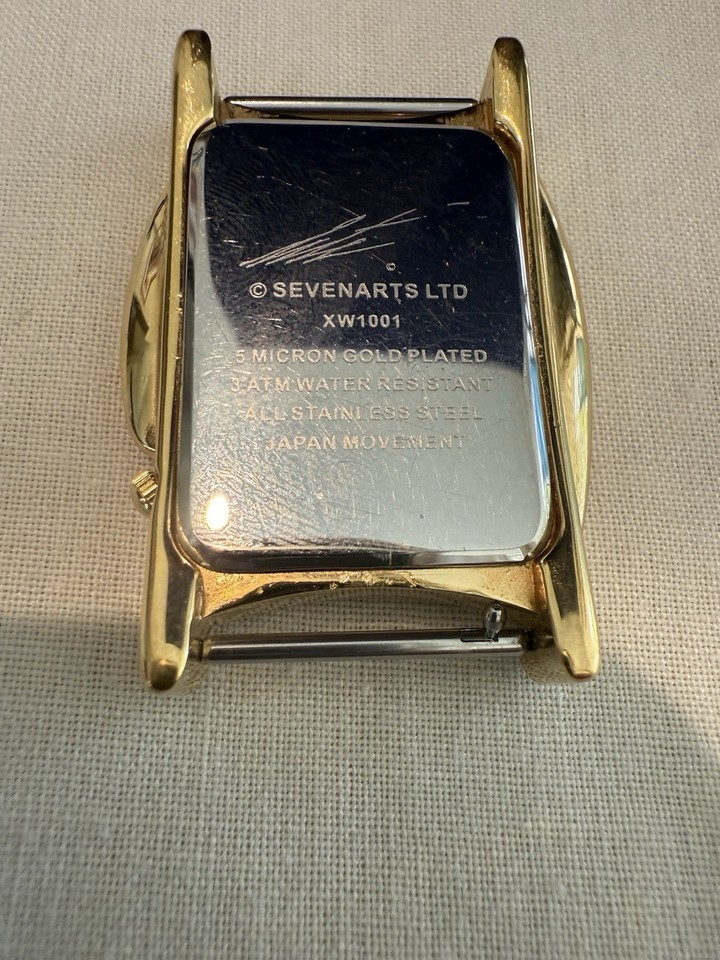 ©
© SEVENARTS LTD
XW1001
5 MICRON GOLD PLATED
3 ATM WATER RESISTANT
ALL STAINLESS STEEL
JAPAN MOVEMENT